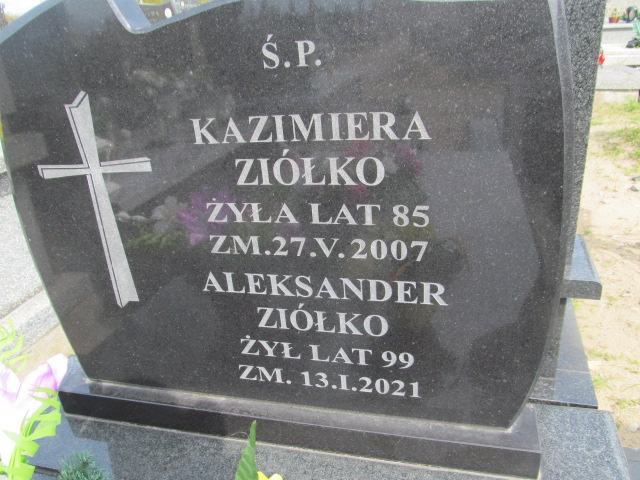 Ś.P.
KAZIMIERA
ZIÓŁKO
ŻYŁA LAT 85
ZM. 27.V.2007
ALEKSANDER
ZIÓŁKO
ŻYŁ LAT 99
ZM. 13.I.2021